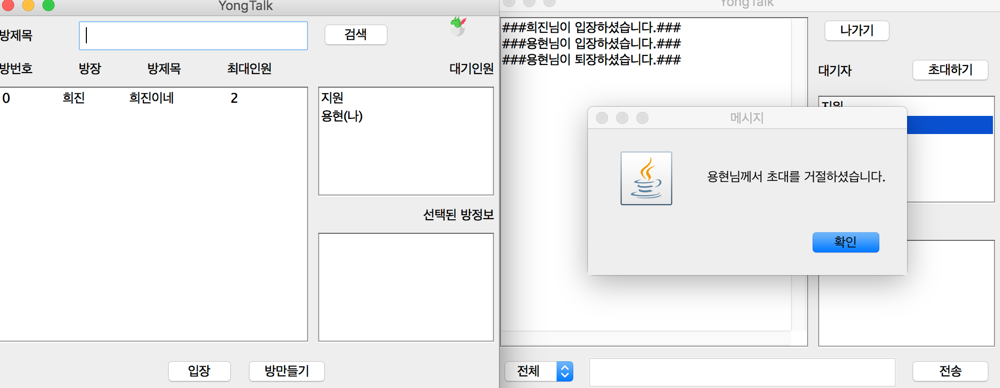 YongTalk
방제목
검색
방번호 방장 방제목 최대인원 대기인원
0 희진 희진이네 2
지원
용현(나)
선택된 방정보
입장 방만들기
YongTalk
###희진님이 입장하셨습니다.###
###용현님이 입장하셨습니다.###
###용현님이 퇴장하셨습니다.###
나가기
대기자 초대하기
지원
메시지
용현님께서 초대를 거절하셨습니다.
확인
전체 전송